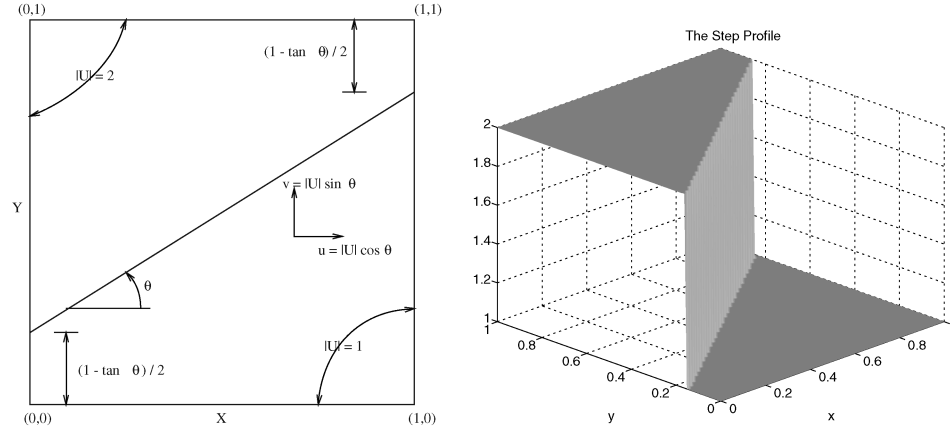 (0,1)
(1,1)
(1 - tan θ) / 2
|U| = 2
v = |U| sin θ
Y
u = |U| cos θ
θ
|U| = 1
(1 - tan θ) / 2
(0,0)
X
(1,0)
The Step Profile
2
1.8
1.6
1.4
1.2
1
1
0.8
0.6
0.4
0.2
0
0
0.2
0.4
0.6
0.8
y
x